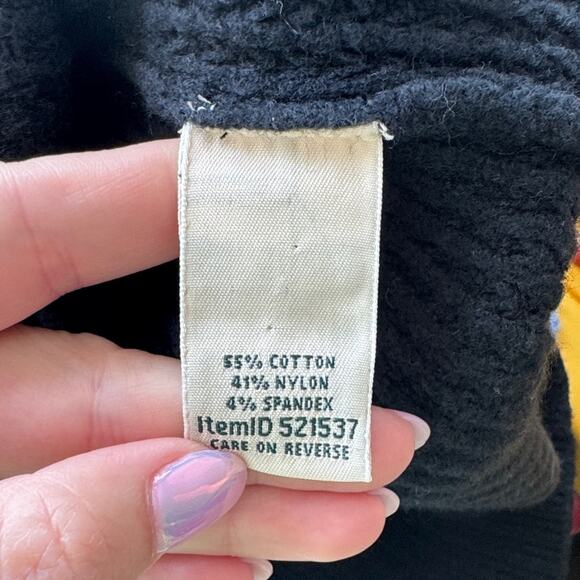 55% COTTON
41% NYLON
4% SPANDEX
ItemID 521537
CARE ON REVERSE